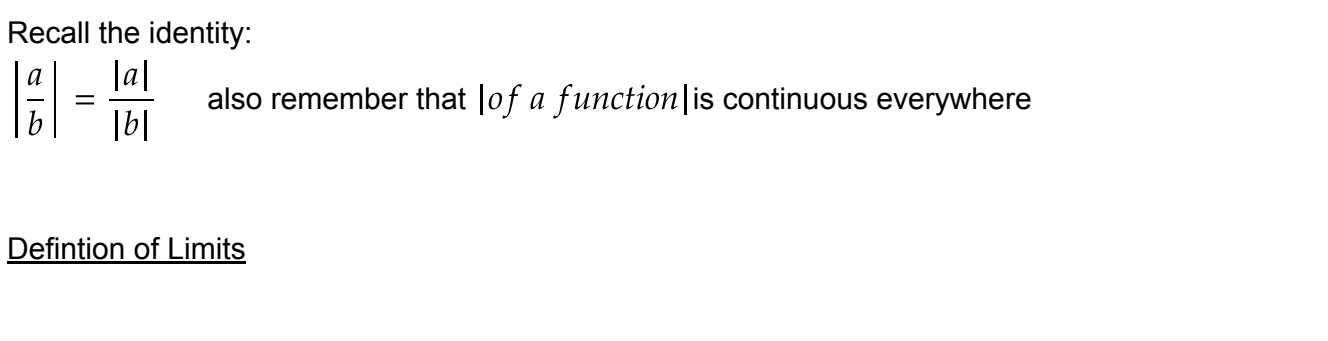 Recall the identity:
|a/b| = |a|/|b| also remember that |of a function| is continuous everywhere
Defintion of Limits